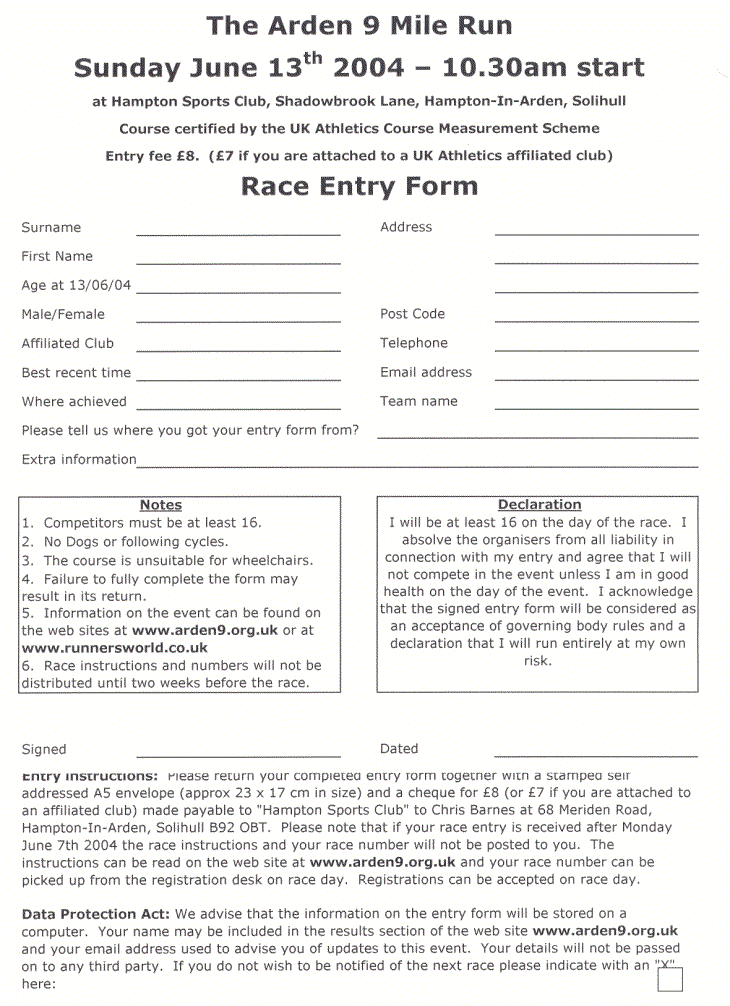 The Arden 9 Mile Run
Sunday June 13th 2004 – 10.30am start
at Hampton Sports Club, Shadowbrook Lane, Hampton-In-Arden, Solihull
Course certified by the UK Athletics Course Measurement Scheme
Entry fee £8. (£7 if you are attached to a UK Athletics affiliated club)
Race Entry Form
Surname
Address
First Name
Age at 13/06/04
Male/Female
Post Code
Affiliated Club
Telephone
Best recent time
Email address
Where achieved
Team name
Please tell us where you got your entry form from?
Extra information
Notes
1. Competitors must be at least 16.
2. No Dogs or following cycles.
3. The course is unsuitable for wheelchairs.
4. Failure to fully complete the form may
result in its return.
5. Information on the event can be found on
the web sites at www.arden9.org.uk or at
www.runnersworld.co.uk
6. Race instructions and numbers will not be
distributed until two weeks before the race.
Declaration
I will be at least 16 on the day of the race. I
absolve the organisers from all liability in
connection with my entry and agree that I will
not compete in the event unless I am in good
health on the day of the event. I acknowledge
that the signed entry form will be considered as
an acceptance of governing body rules and a
declaration that I will run entirely at my own
risk.
Signed
Dated
Entry Instructions: Please return your completed entry form together with a stamped self
addressed A5 envelope (approx 23 x 17 cm in size) and a cheque for £8 (or £7 if you are attached to
an affiliated club) made payable to "Hampton Sports Club" to Chris Barnes at 68 Meriden Road,
Hampton-In-Arden, Solihull B92 OBT. Please note that if your race entry is received after Monday
June 7th 2004 the race instructions and your race number will not be posted to you. The
instructions can be read on the web site at www.arden9.org.uk and your race number can be
picked up from the registration desk on race day. Registrations can be accepted on race day.
Data Protection Act: We advise that the information on the entry form will be stored on a
computer. Your name may be included in the results section of the web site www.arden9.org.uk
and your email address used to advise you of updates to this event. Your details will not be passed
on to any third party. If you do not wish to be notified of the next race please indicate with an "X"
here: